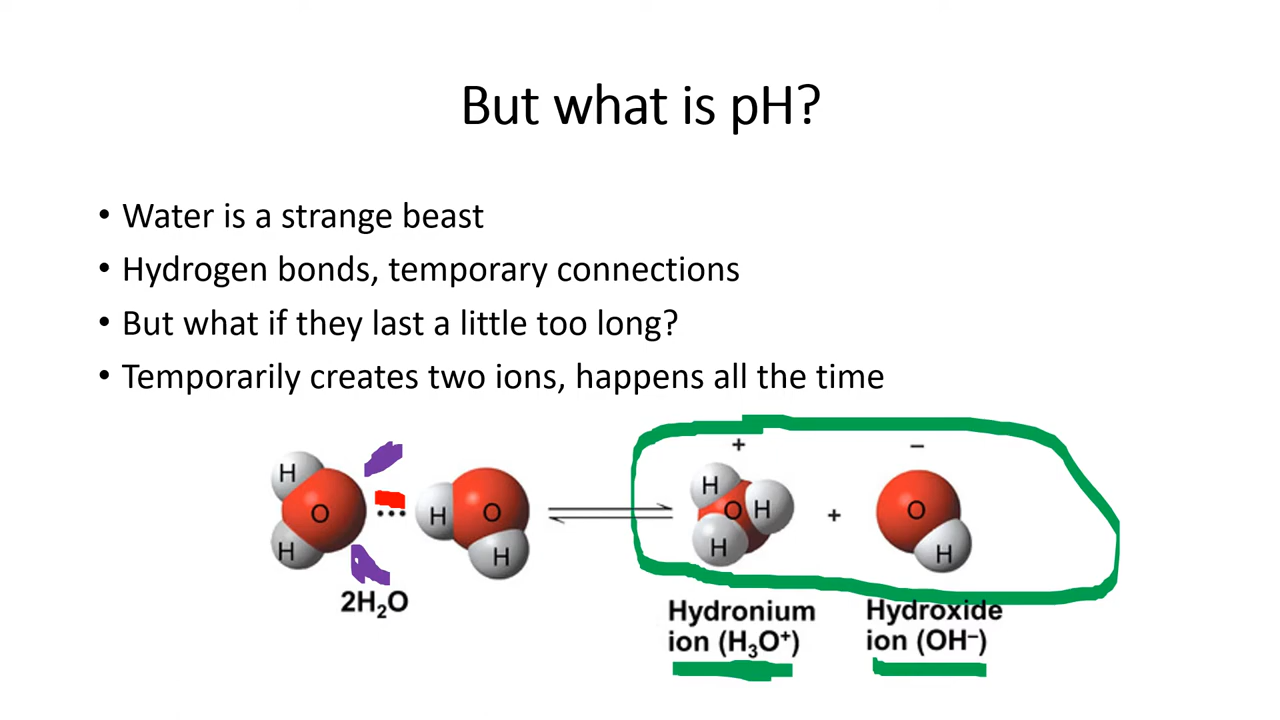 But what is pH?
• Water is a strange beast
• Hydrogen bonds, temporary connections
• But what if they last a little too long?
• Temporarily creates two ions, happens all the time
+ −
H O H ... H O H ⇌ H O H H + O H
2H₂O
Hydronium Hydroxide
ion (H₃O⁺) ion (OH⁻)